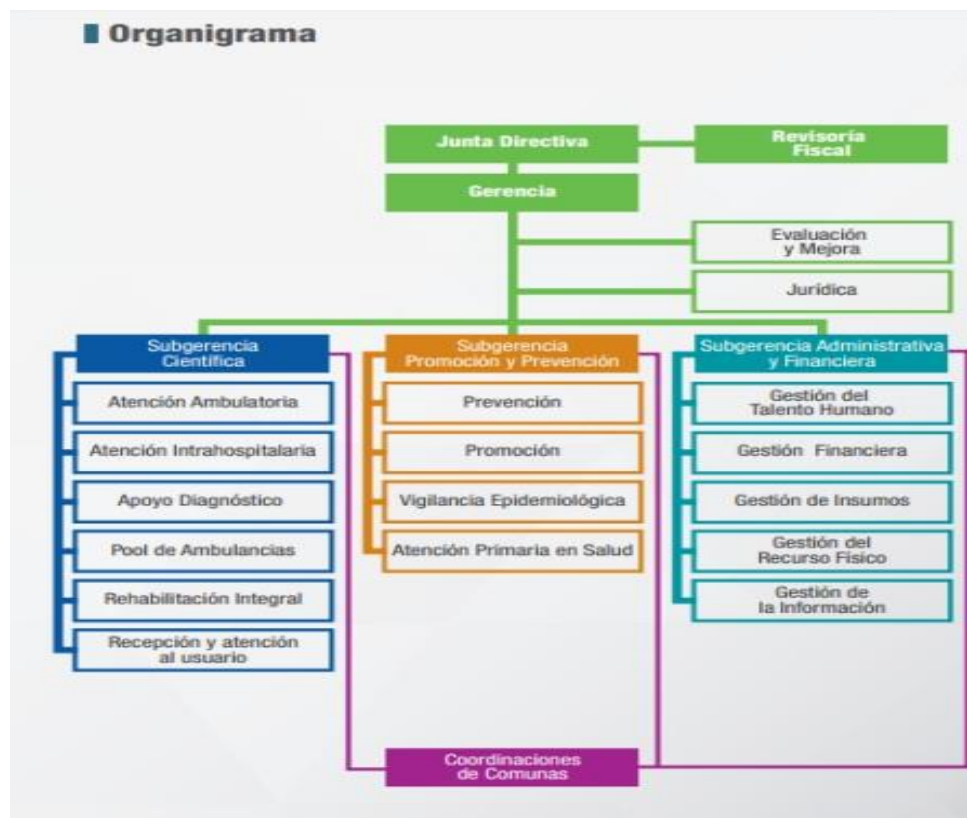 Organigrama
Junta Directiva
Revisoría
Fiscal
Gerencia
Evaluación
y Mejora
Jurídica
Subgerencia
Científica
Atención Ambulatoria
Atención Intrahospitalaria
Apoyo Diagnóstico
Pool de Ambulancias
Rehabilitación Integral
Recepción y atención
al usuario
Subgerencia
Promoción y Prevención
Prevención
Promoción
Vigilancia Epidemiológica
Atención Primaria en Salud
Subgerencia Administrativa
y Financiera
Gestión del
Talento Humano
Gestión Financiera
Gestión de Insumos
Gestión del
Recurso Físico
Gestión de
la Información
Coordinaciones
de Comunas